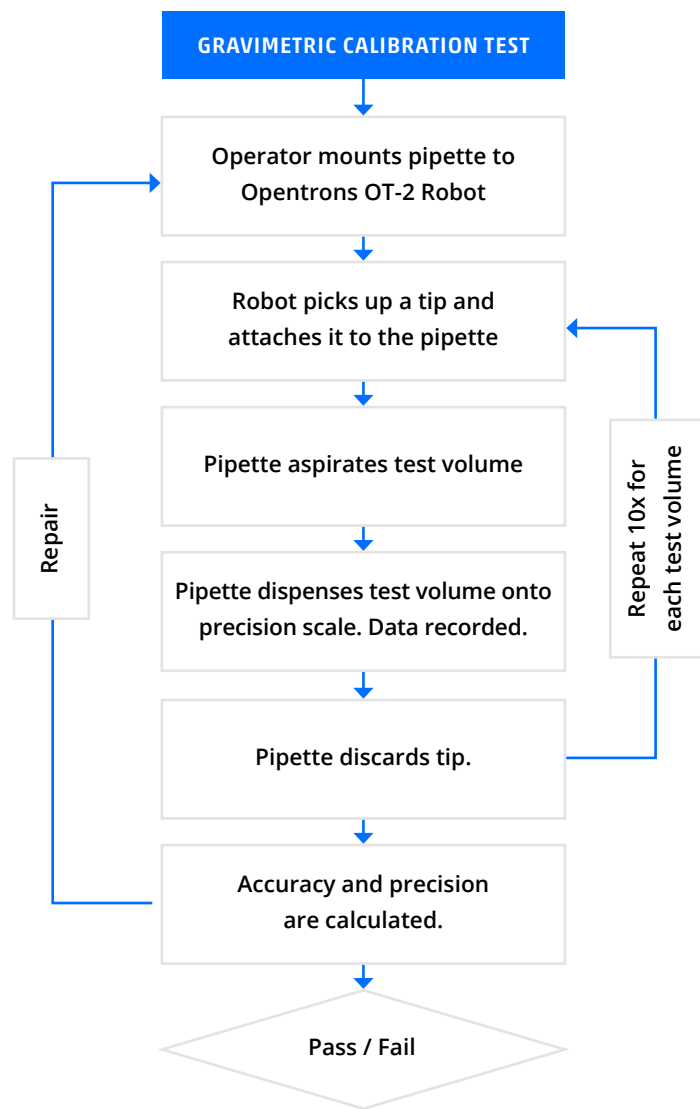 GRAVIMETRIC CALIBRATION TEST
Operator mounts pipette to
Opentrons OT-2 Robot
Robot picks up a tip and
attaches it to the pipette
Pipette aspirates test volume
Repair
Repeat 10x for
each test volume
Pipette dispenses test volume onto
precision scale. Data recorded.
Pipette discards tip.
Accuracy and precision
are calculated.
Pass / Fail